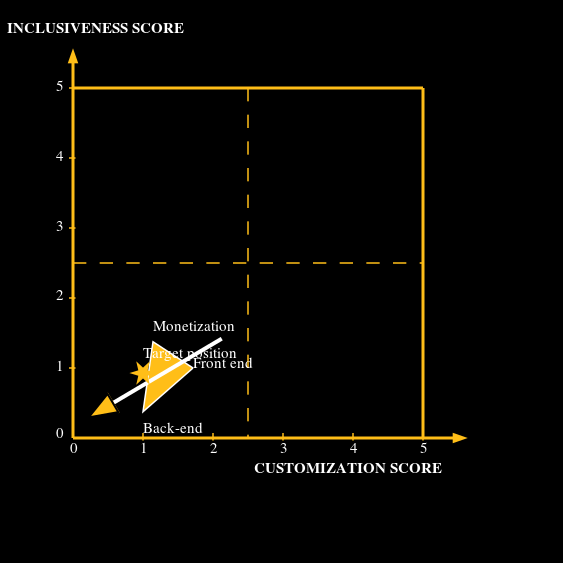 INCLUSIVENESS SCORE
5
4
3
2
Monetization
Target position
1
Front end
Back-end
0
0 1 2 3 4 5
CUSTOMIZATION SCORE